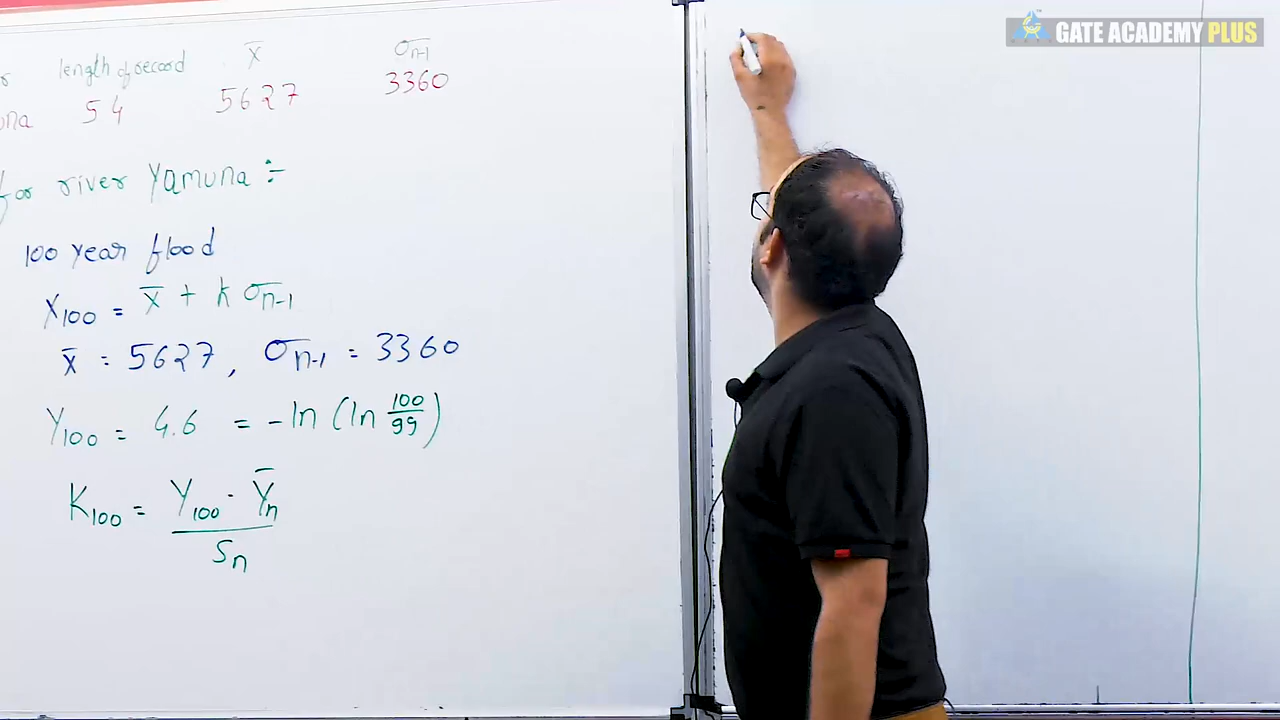 GATE ACADEMY PLUS
length of record x̄ σn-1
54 5627 3360
for river Yamuna :-
100 year flood
X100 = x̄ + K σn-1
x̄ = 5627, σn-1 = 3360
Y100 = 4.6 = -ln (ln 100/99)
K100 = Y100 - Ȳn / Sn